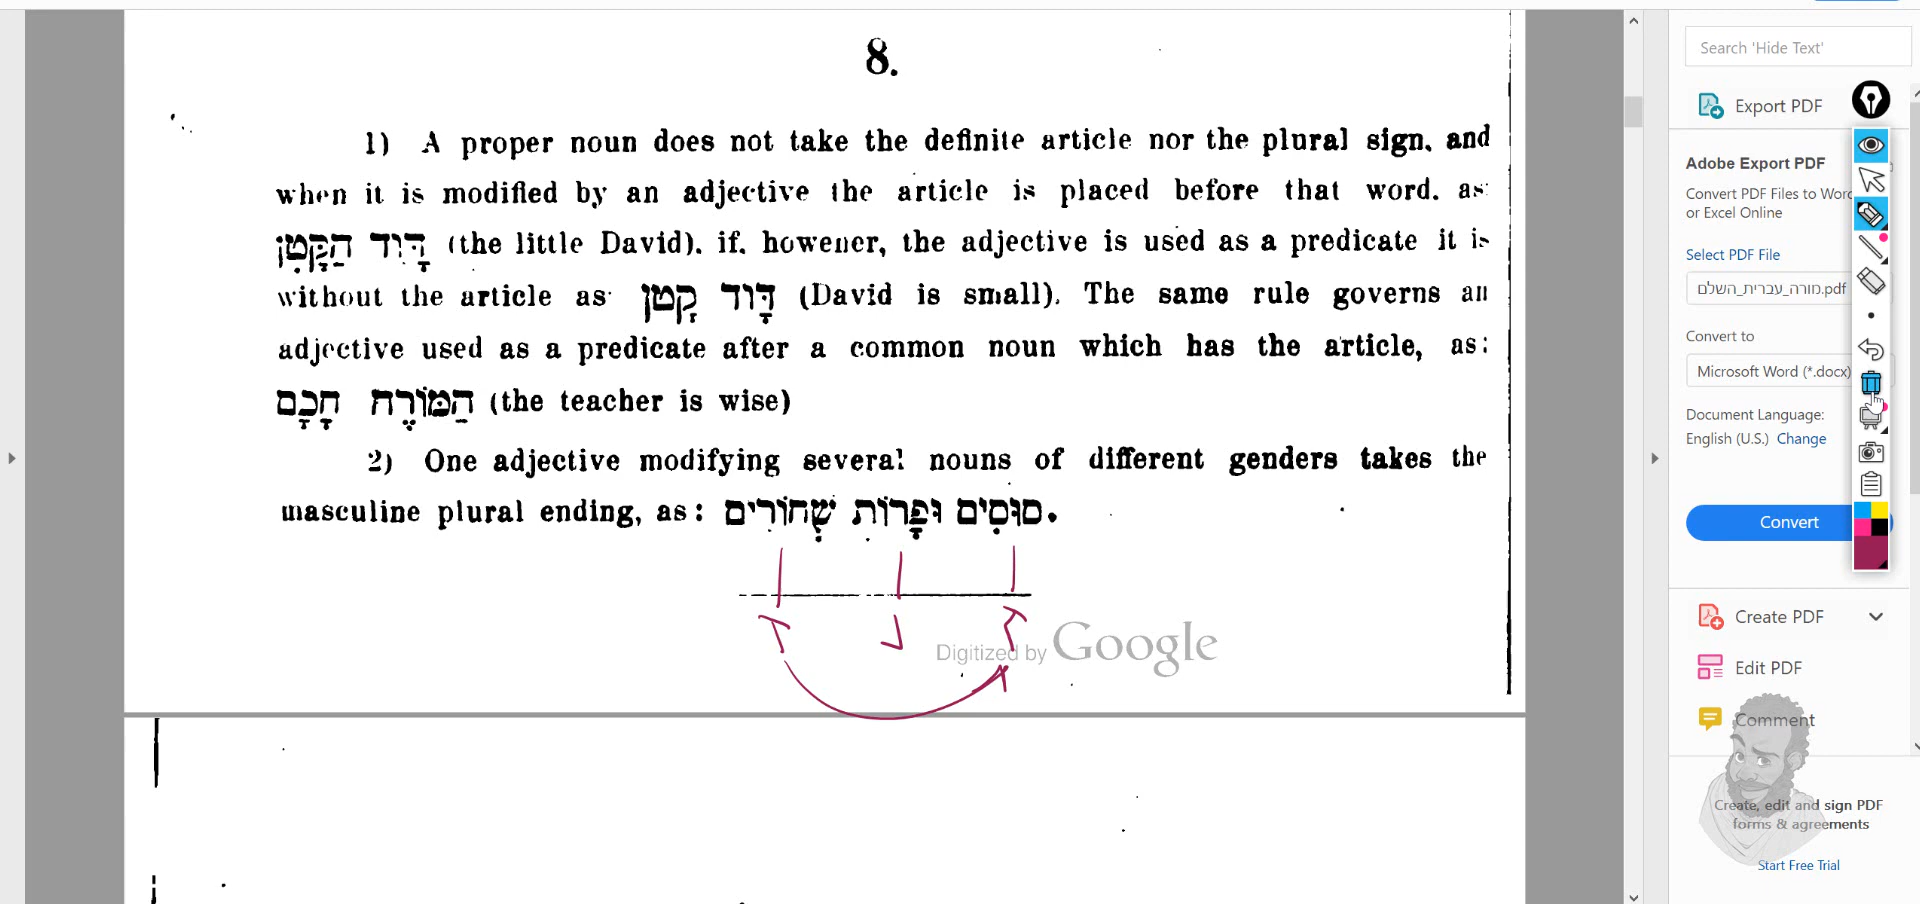 Search 'Hide Text'
8.
Export PDF
1) A proper noun does not take the definite article nor the plural sign. and
when it is modified by an adjective the article is placed before that word. as:
דָּוִד הַקָּטְן (the little David). if. howeuer, the adjective is used as a predicate it is
without the article as דָּוִד קָטֹן (David is small). The same rule governs an
adjective used as a predicate after a common noun which has the article, as:
הַמּוֹרֶה חָכָם (the teacher is wise)
2) One adjective modifying several nouns of different genders takes the
masculine plural ending, as: סוּסִים וּפָרוֹת שְׁחוֹרִים.
Digitized by Google
Adobe Export PDF
Convert PDF Files to Word
or Excel Online
Select PDF File
מורה_עברית_השלם.pdf
Convert to
Microsoft Word (*.docx)
Document Language:
English (U.S.) Change
Convert
Create PDF
Edit PDF
Comment
Create, edit and sign PDF
forms & agreements
Start Free Trial